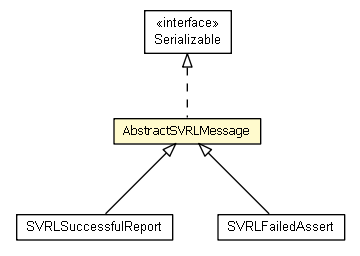 «interface»
Serializable
AbstractSVRLMessage
SVRLSuccessfulReport
SVRLFailedAssert